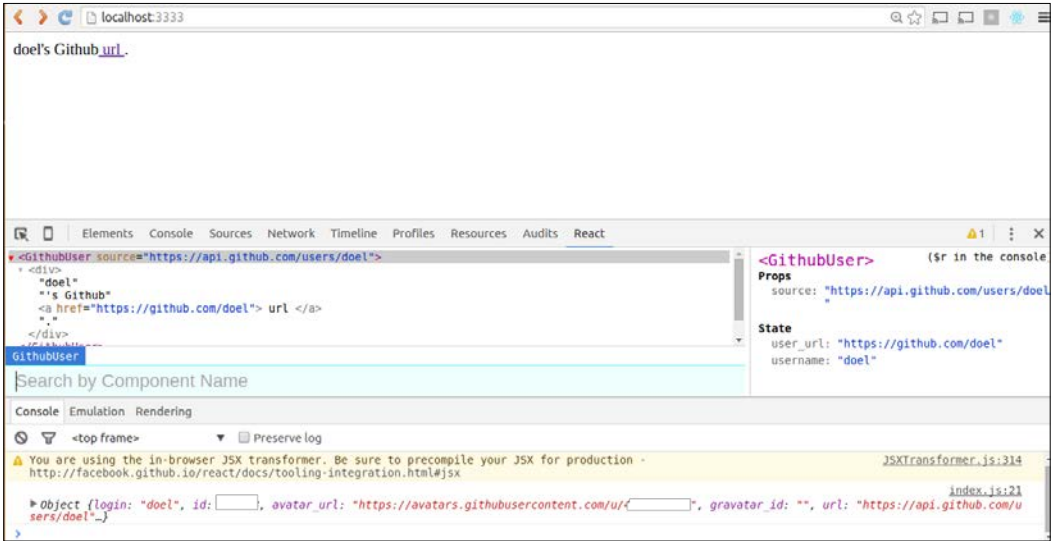 localhost:3333
doel's Github url .
Elements Console Sources Network Timeline Profiles Resources Audits React
1
<GithubUser source="https://api.github.com/users/doel">
<div>
"doel"
"'s Github"
<a href="https://github.com/doel"> url </a>
"."
</div>
</GithubUser>
GithubUser
Search by Component Name
<GithubUser> ($r in the console
Props
source: "https://api.github.com/users/doel
"
State
user_url: "https://github.com/doel"
username: "doel"
Console Emulation Rendering
<top frame> Preserve log
You are using the in-browser JSX transformer. Be sure to precompile your JSX for production - JSXTransformer.js:314
http://facebook.github.io/react/docs/tooling-integration.html#jsx
index.js:21
Object {login: "doel", id: , avatar_url: "https://avatars.githubusercontent.com/u/ ", gravatar_id: "", url: "https://api.github.com/u
sers/doel"…}